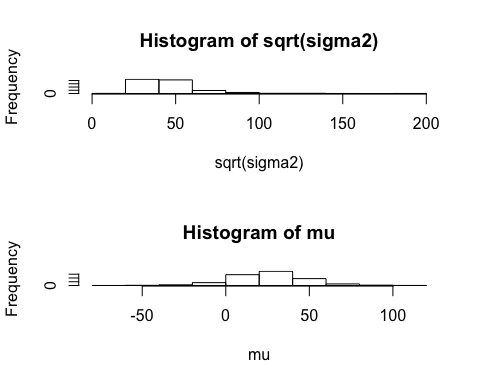 Histogram of sqrt(sigma2)
Frequency
0
0 50 100 150 200
sqrt(sigma2)
Histogram of mu
Frequency
0
-50 0 50 100
mu